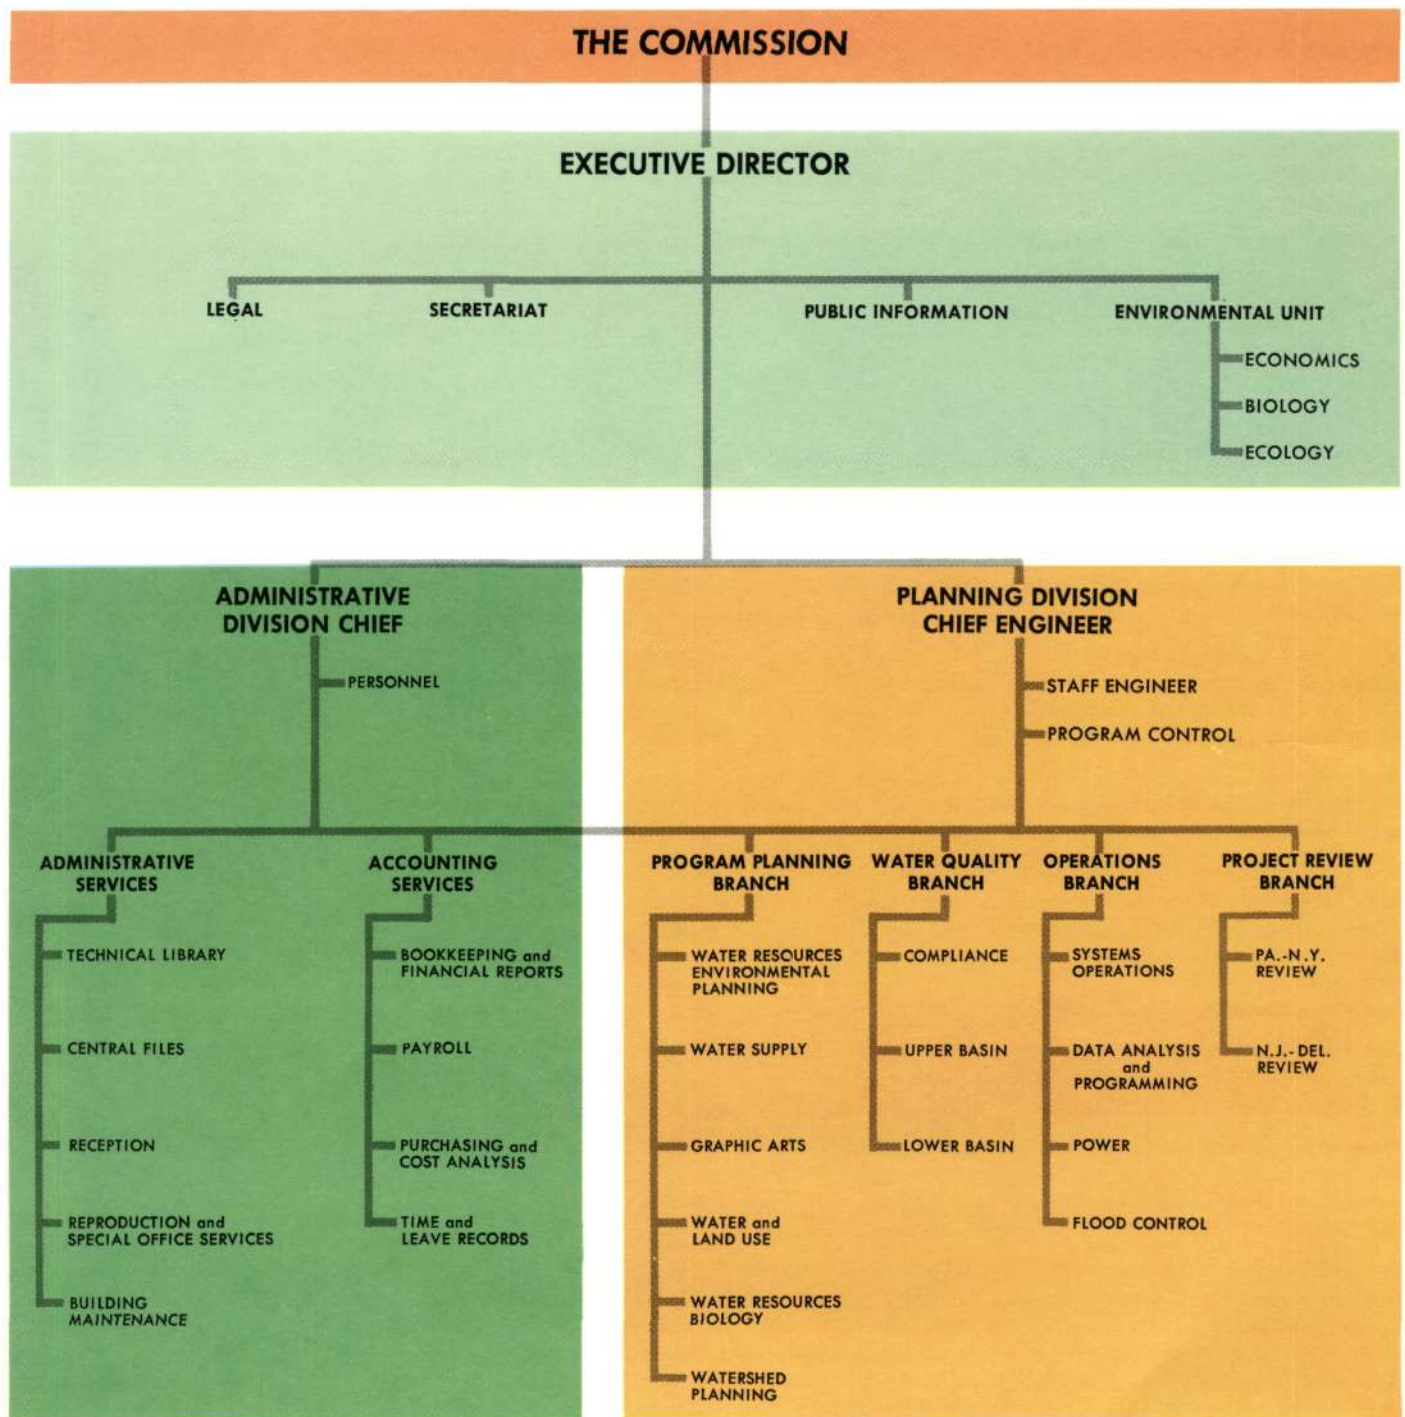 THE COMMISSION
EXECUTIVE DIRECTOR
LEGAL
SECRETARIAT
PUBLIC INFORMATION
ENVIRONMENTAL UNIT
ECONOMICS
BIOLOGY
ECOLOGY
ADMINISTRATIVE
DIVISION CHIEF
PERSONNEL
ADMINISTRATIVE
SERVICES
TECHNICAL LIBRARY
CENTRAL FILES
RECEPTION
REPRODUCTION and
SPECIAL OFFICE SERVICES
BUILDING
MAINTENANCE
ACCOUNTING
SERVICES
BOOKKEEPING and
FINANCIAL REPORTS
PAYROLL
PURCHASING and
COST ANALYSIS
TIME and
LEAVE RECORDS
PLANNING DIVISION
CHIEF ENGINEER
STAFF ENGINEER
PROGRAM CONTROL
PROGRAM PLANNING
BRANCH
WATER RESOURCES
ENVIRONMENTAL
PLANNING
WATER SUPPLY
GRAPHIC ARTS
WATER and
LAND USE
WATER RESOURCES
BIOLOGY
WATERSHED
PLANNING
WATER QUALITY
BRANCH
COMPLIANCE
UPPER BASIN
LOWER BASIN
OPERATIONS
BRANCH
SYSTEMS
OPERATIONS
DATA ANALYSIS
and
PROGRAMMING
POWER
FLOOD CONTROL
PROJECT REVIEW
BRANCH
PA.-N.Y.
REVIEW
N.J.-DEL.
REVIEW